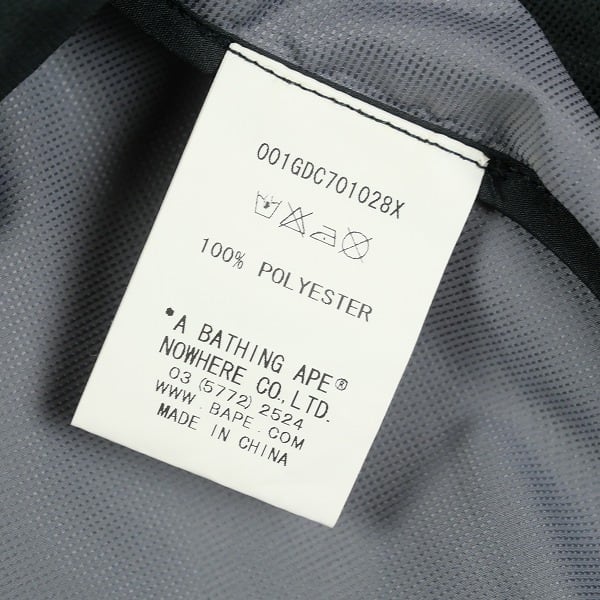 001GDC701028X
100% POLYESTER
•A BATHING APE®
NOWHERE CO.,LTD.
03 (5772) 2524
WWW.BAPE.COM
MADE IN CHINA